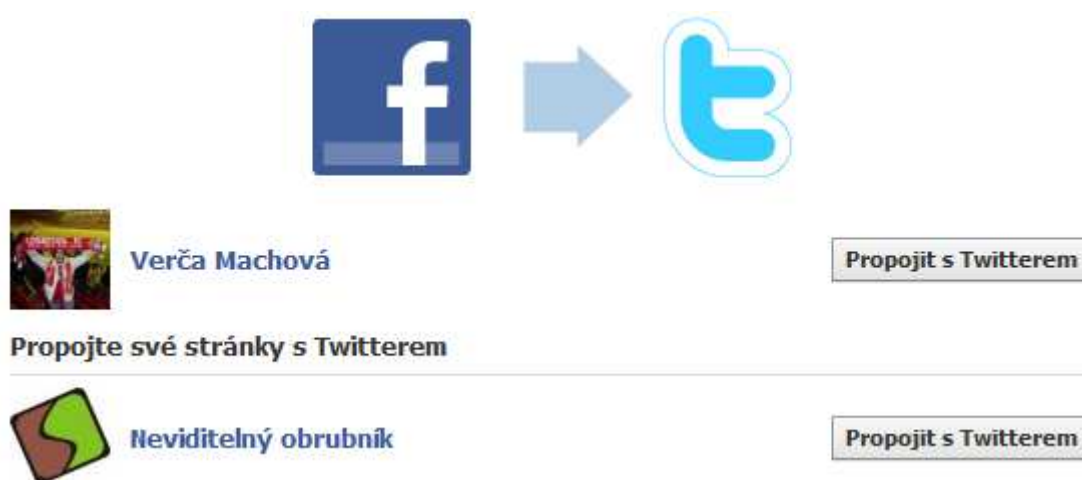 Verča Machová
Propojit s Twitterem
Propojte své stránky s Twitterem
Neviditelný obrubník
Propojit s Twitterem